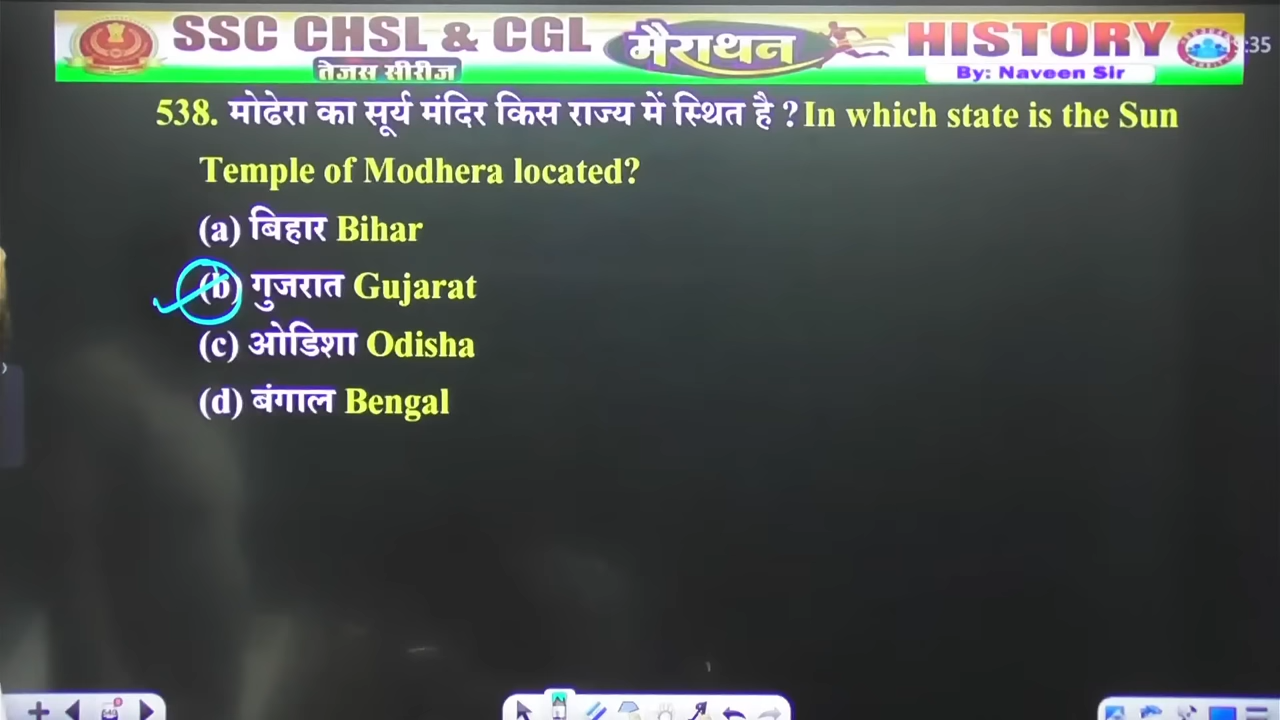 SSC CHSL & CGL
तेजस सीरीज
मैराथन
HISTORY
By: Naveen Sir
:35
538. मोढेरा का सूर्य मंदिर किस राज्य में स्थित है ? In which state is the Sun
Temple of Modhera located?
(a) बिहार Bihar
(b) गुजरात Gujarat
(c) ओडिशा Odisha
(d) बंगाल Bengal